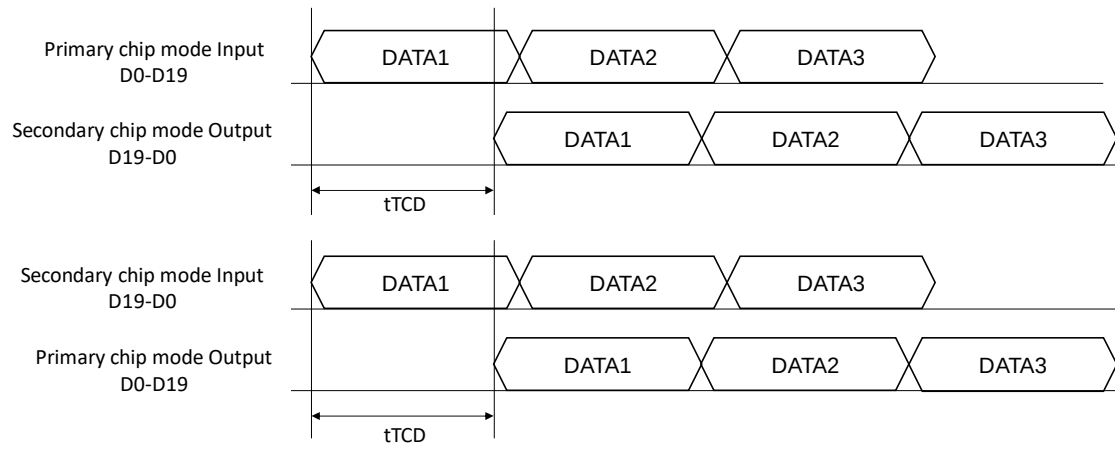 Primary chip mode Input
D0-D19
DATA1 DATA2 DATA3
Secondary chip mode Output
D19-D0
DATA1 DATA2 DATA3
tTCD
Secondary chip mode Input
D19-D0
DATA1 DATA2 DATA3
Primary chip mode Output
D0-D19
DATA1 DATA2 DATA3
tTCD